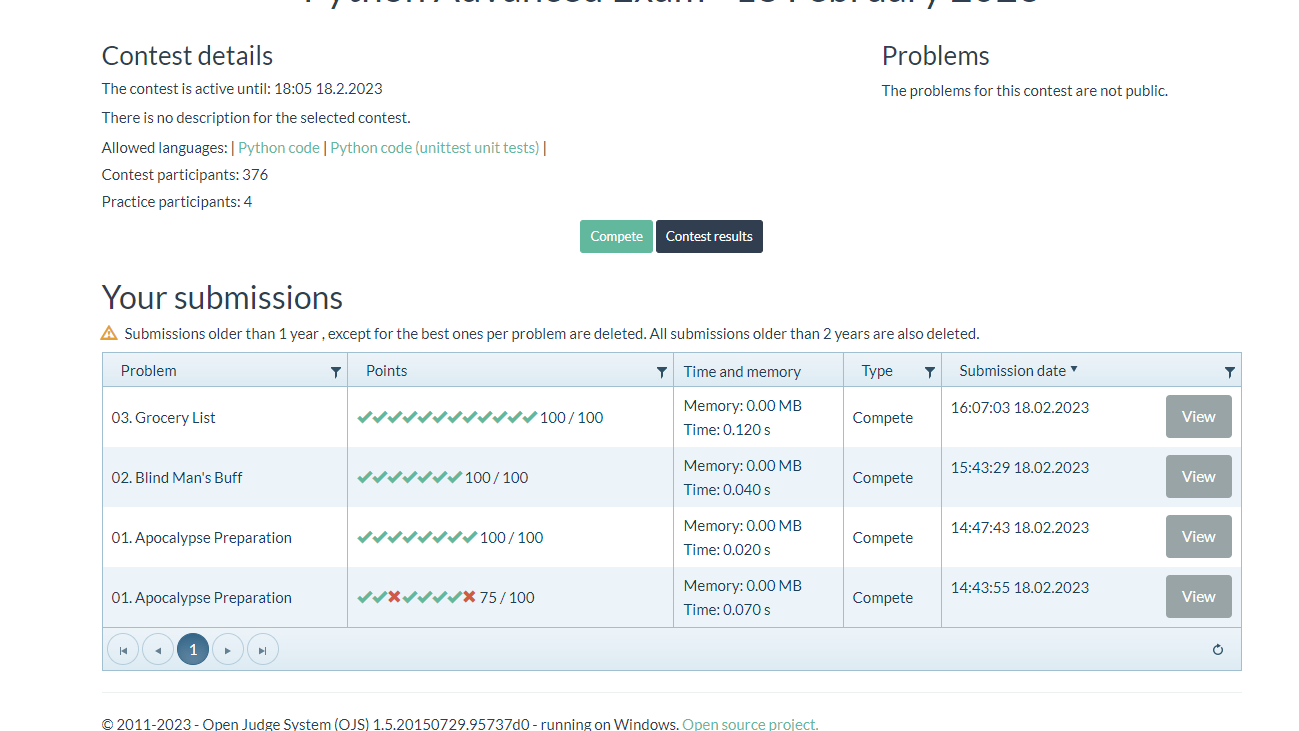 Python Advanced Exam - 18 February 2023
Contest details
The contest is active until: 18:05 18.2.2023
There is no description for the selected contest.
Allowed languages: | Python code | Python code (unittest unit tests) |
Contest participants: 376
Practice participants: 4
Problems
The problems for this contest are not public.
Compete Contest results
Your submissions
Submissions older than 1 year , except for the best ones per problem are deleted. All submissions older than 2 years are also deleted.
Problem Points Time and memory Type Submission date
03. Grocery List 100 / 100 Memory: 0.00 MB Compete 16:07:03 18.02.2023 View
Time: 0.120 s
02. Blind Man's Buff 100 / 100 Memory: 0.00 MB Compete 15:43:29 18.02.2023 View
Time: 0.040 s
01. Apocalypse Preparation 100 / 100 Memory: 0.00 MB Compete 14:47:43 18.02.2023 View
Time: 0.020 s
01. Apocalypse Preparation 75 / 100 Memory: 0.00 MB Compete 14:43:55 18.02.2023 View
Time: 0.070 s
1
© 2011-2023 - Open Judge System (OJS) 1.5.20150729.95737d0 - running on Windows. Open source project.